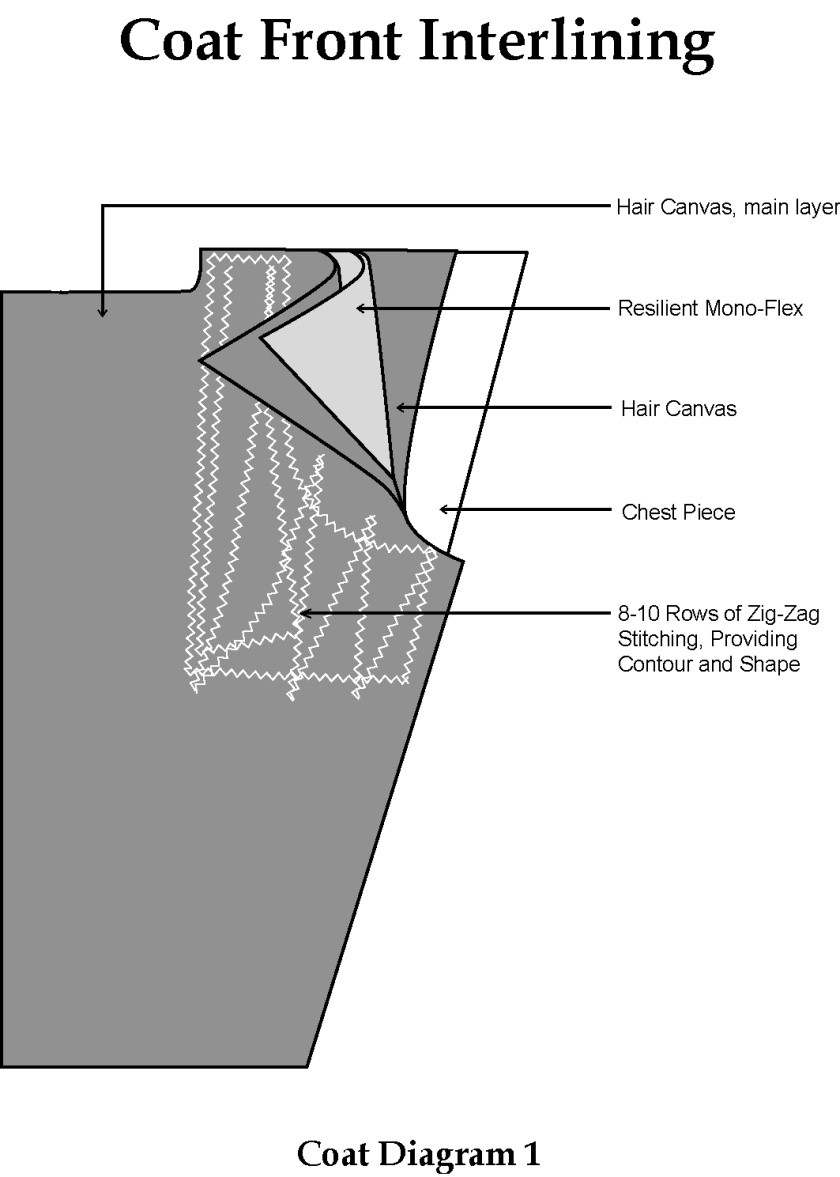 Coat Front Interlining
Hair Canvas, main layer
Resilient Mono-Flex
Hair Canvas
Chest Piece
8-10 Rows of Zig-Zag
Stitching, Providing
Contour and Shape
Coat Diagram 1